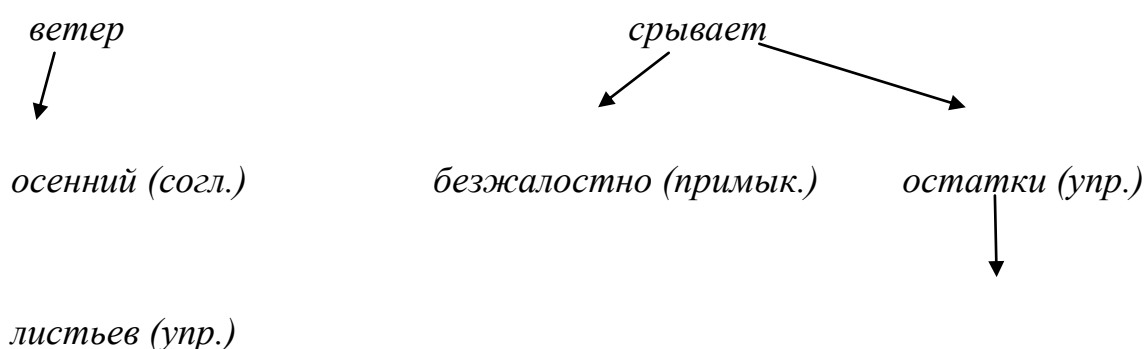 ветер срывает
осенний (согл.) безжалостно (примык.) остатки (упр.)
листьев (упр.)